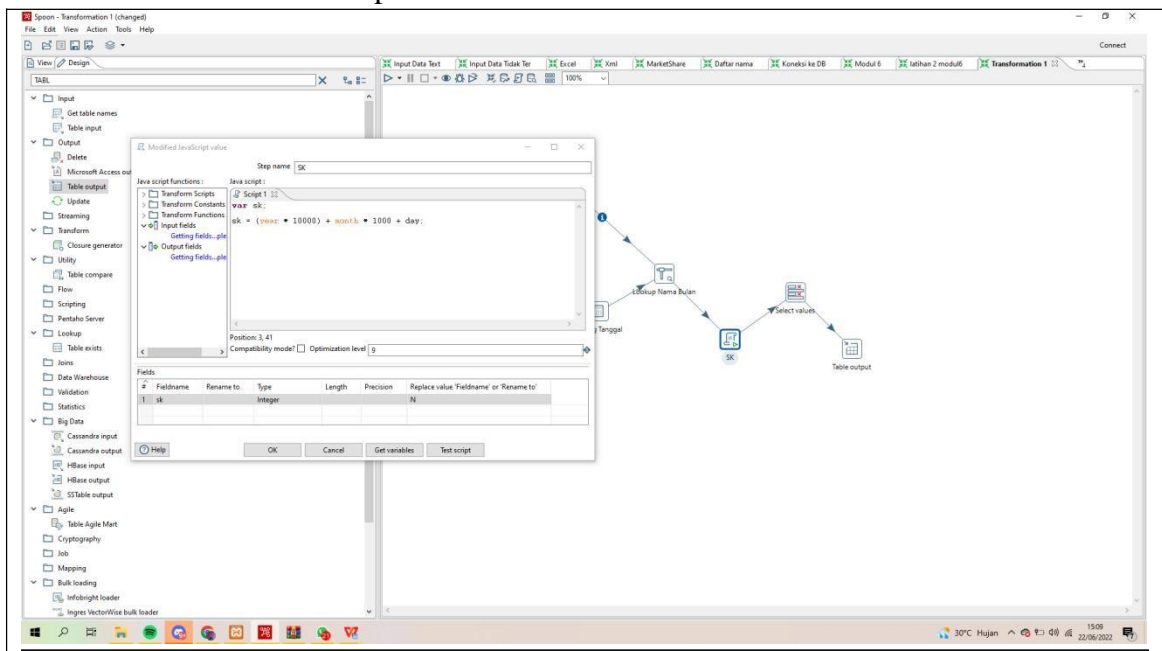 Spoon - Transformation 1 (changed)
File Edit View Action Tools Help
Connect
View Design
TABL
Input
Get table names
Table input
Output
Delete
Microsoft Access ou
Table output
Update
Streaming
Transform
Closure generator
Utility
Table compare
Flow
Scripting
Pentaho Server
Lookup
Table exists
Joins
Data Warehouse
Validation
Statistics
Big Data
Cassandra input
Cassandra output
HBase input
HBase output
SSTable output
Agile
Table Agile Mart
Cryptography
Job
Mapping
Bulk loading
Infobright loader
Ingres VectorWise bulk loader
Input Data Text Input Data Tidak Ter Excel Xml MarketShare Daftar nama Koneksi ke DB Modul 6 latihan 2 modul6 Transformation 1
100%
Modified JavaScript value
Step name SK
Java script functions : Java script :
Transform Scripts
Transform Constants
Transform Functions
Input fields
Getting fields...ple
Output fields
Getting fields...ple
Script 1
var sk;
sk = (year * 10000) + month * 1000 + day;
Position: 3, 41
Compatibility mode? Optimization level 9
Fields
# Fieldname Rename to Type Length Precision Replace value 'Fieldname' or 'Rename to'
1 sk Integer N
Help OK Cancel Get variables Test script
Lookup Nama Bulan
Tanggal
SK
Select values
Table output
30°C Hujan
15:09
22/06/2022